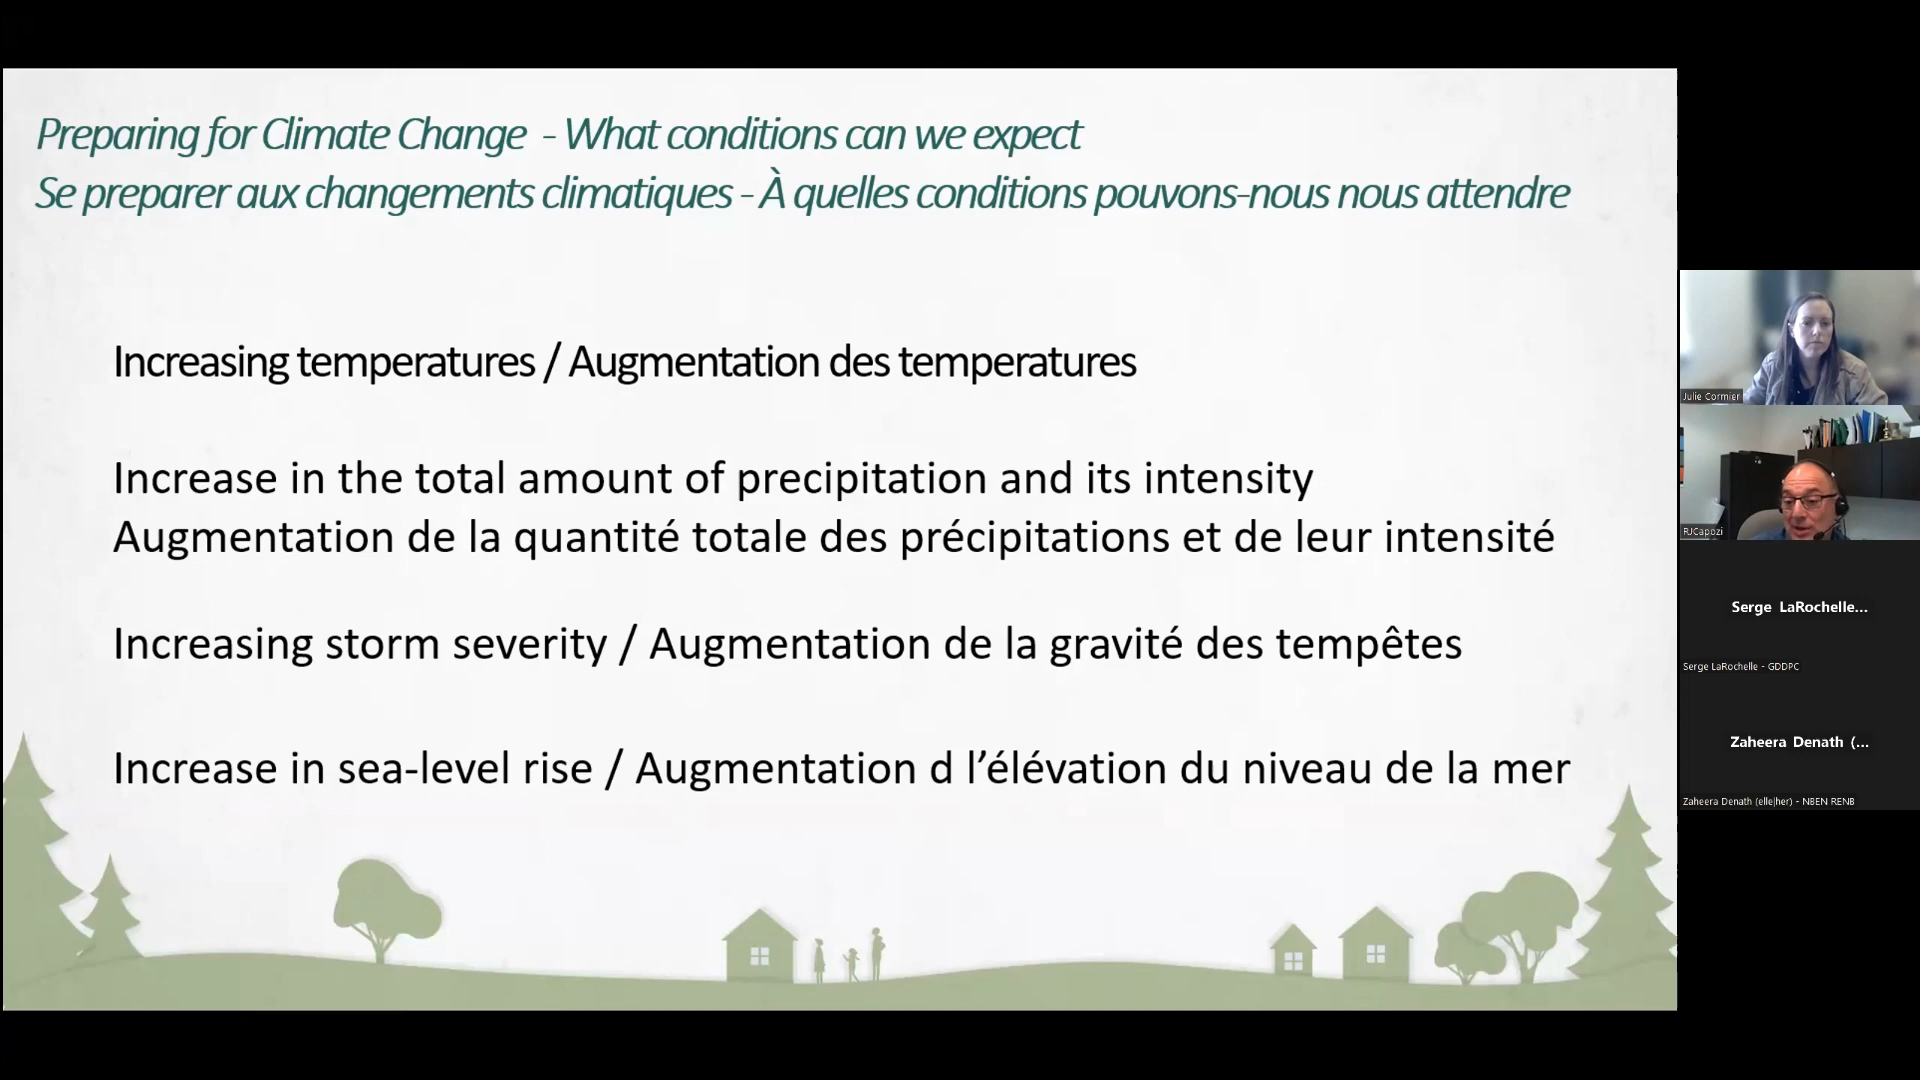 Preparing for Climate Change - What conditions can we expect
Se preparer aux changements climatiques - À quelles conditions pouvons-nous nous attendre
Increasing temperatures / Augmentation des temperatures
Increase in the total amount of precipitation and its intensity
Augmentation de la quantité totale des précipitations et de leur intensité
Increasing storm severity / Augmentation de la gravité des tempêtes
Increase in sea-level rise / Augmentation d l’élévation du niveau de la mer
Julie Cormier
RJCapozi
Serge LaRochelle...
Serge LaRochelle - GDDPC
Zaheera Denath (...
Zaheera Denath (elle|her) - NBEN RENB